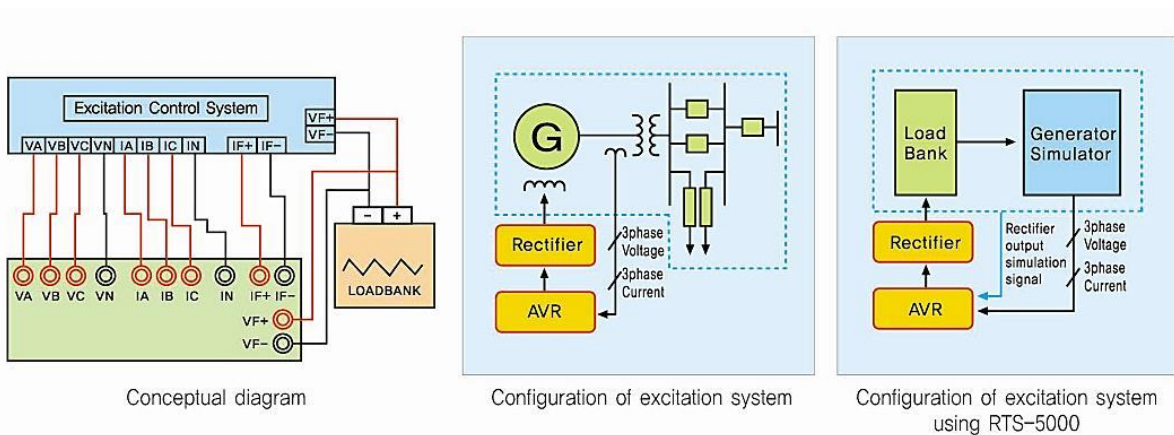 Excitation Control System
VF+
VF-
VA VB VC VN IA IB IC IN IF+ IF-
- +
LOADBANK
VA VB VC VN IA IB IC IN IF+ IF-
VF+
VF-
Conceptual diagram
G
Rectifier
AVR
3phase
Voltage
3phase
Current
Configuration of excitation system
Load
Bank
Generator
Simulator
Rectifier
AVR
Rectifier
output
simulation
signal
3phase
Voltage
3phase
Current
Configuration of excitation system
using RTS-5000